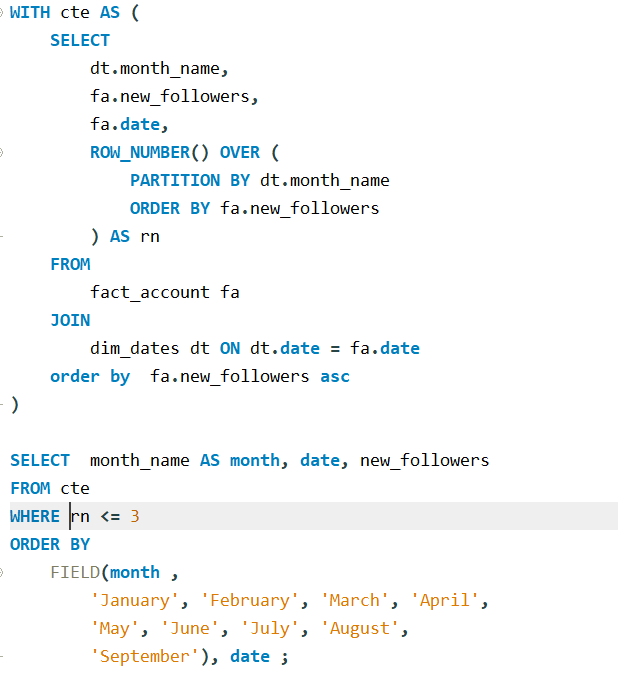 WITH cte AS (
    SELECT
        dt.month_name,
        fa.new_followers,
        fa.date,
        ROW_NUMBER() OVER (
            PARTITION BY dt.month_name
            ORDER BY fa.new_followers
        ) AS rn
    FROM
        fact_account fa
    JOIN
        dim_dates dt ON dt.date = fa.date
    order by  fa.new_followers asc
)
SELECT  month_name AS month, date, new_followers
FROM cte
WHERE rn <= 3
ORDER BY
    FIELD(month ,
        'January', 'February', 'March', 'April',
        'May', 'June', 'July', 'August',
        'September'), date ;